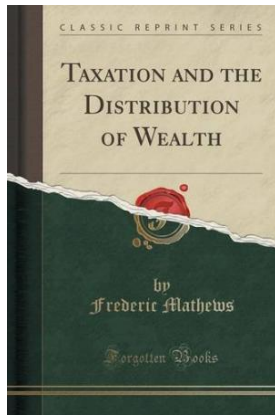 CLASSIC REPRINT SERIES
TAXATION AND THE
DISTRIBUTION
OF WEALTH
F
by
Frederic Mathews
Forgotten Books